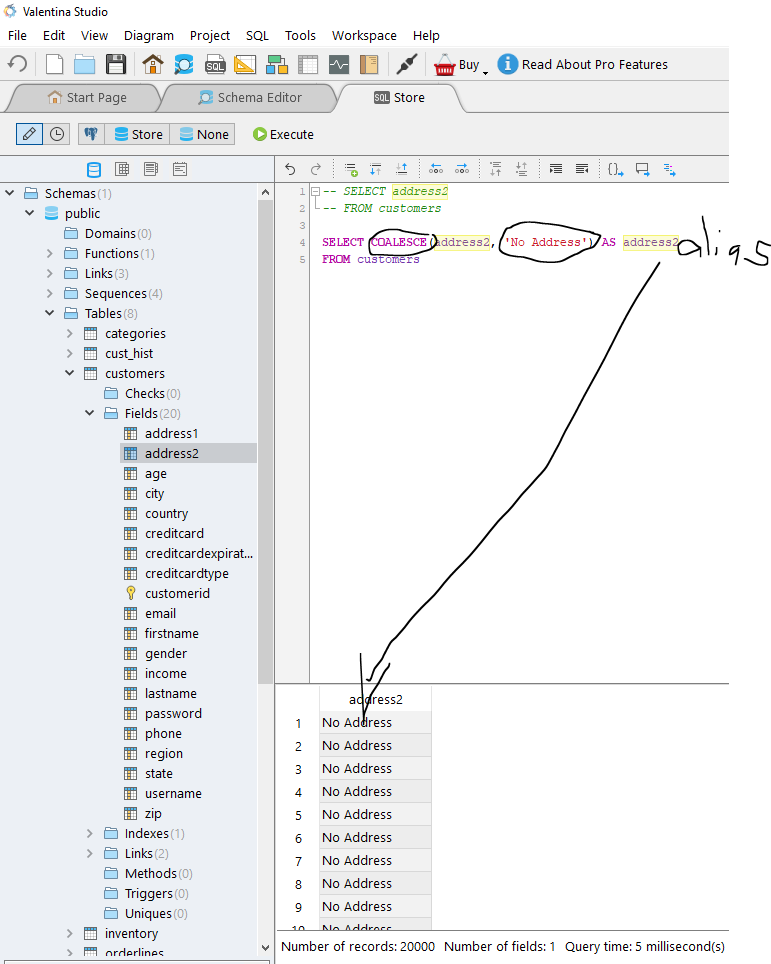 Valentina Studio
File Edit View Diagram Project SQL Tools Workspace Help
SQL Buy Read About Pro Features
Start Page Schema Editor SQL Store
Store None Execute
Schemas(1)
public
Domains(0)
Functions(1)
Links(3)
Sequences(4)
Tables(8)
categories
cust_hist
customers
Checks(0)
Fields(20)
address1
address2
age
city
country
creditcard
creditcardexpirat...
creditcardtype
customerid
email
firstname
gender
income
lastname
password
phone
region
state
username
zip
Indexes(1)
Links(2)
Methods(0)
Triggers(0)
Uniques(0)
inventory
orderlines
1 -- SELECT address2
2 -- FROM customers
3
4 SELECT COALESCE(address2, 'No Address') AS address2
5 FROM customers
alias
address2
1 No Address
2 No Address
3 No Address
4 No Address
5 No Address
6 No Address
7 No Address
8 No Address
9 No Address
10 No Address
Number of records: 20000 Number of fields: 1 Query time: 5 millisecond(s)